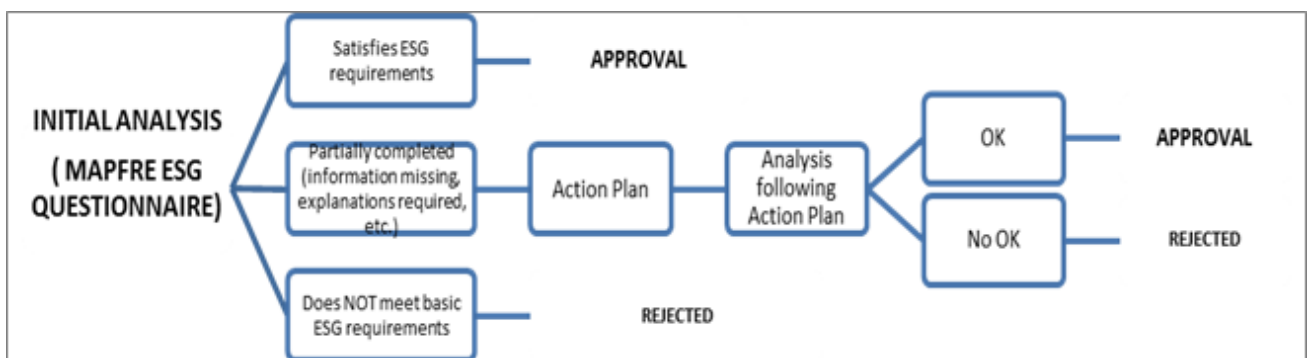 INITIAL ANALYSIS
( MAPFRE ESG
QUESTIONNAIRE)
Satisfies ESG
requirements
APPROVAL
Partially completed
(information missing,
explanations required,
etc.)
Action Plan
Analysis
following
Action Plan
OK
APPROVAL
No OK
REJECTED
Does NOT meet basic
ESG requirements
REJECTED